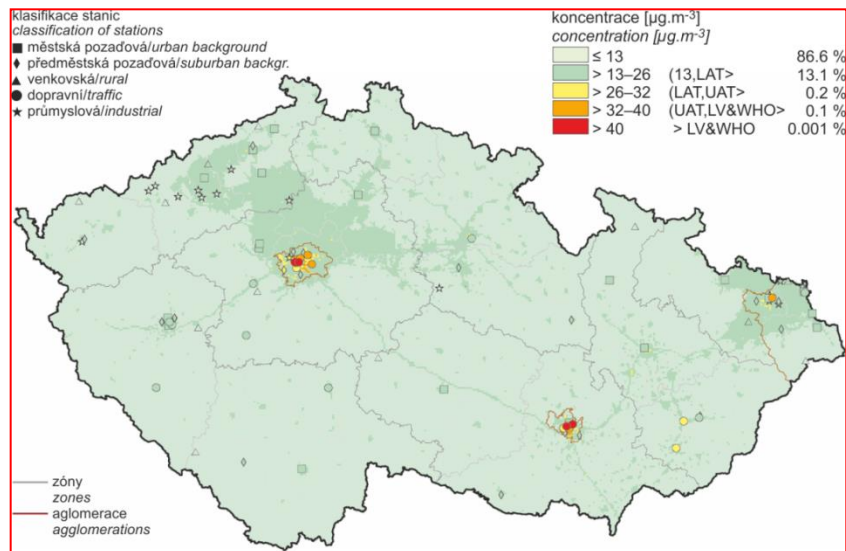 klasifikace stanic
classification of stations
městská pozaďová/urban background
předměstská pozaďová/suburban backgr.
venkovská/rural
dopravní/traffic
průmyslová/industrial
koncentrace [µg.m-³]
concentration [µg.m-³]
≤ 13 86.6 %
> 13–26 (13,LAT> 13.1 %
> 26–32 (LAT,UAT> 0.2 %
> 32–40 (UAT,LV&WHO> 0.1 %
> 40 > LV&WHO 0.001 %
zóny
zones
aglomerace
agglomerations